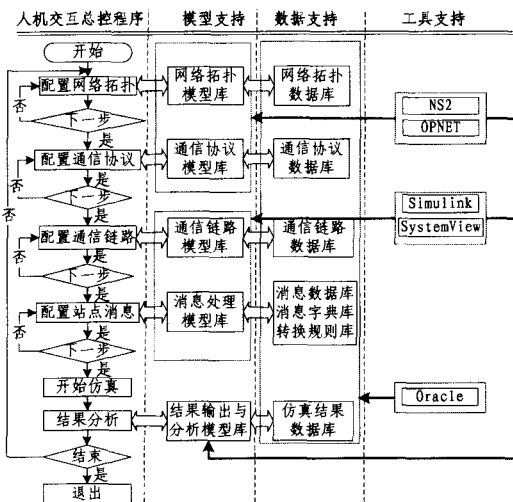 人机交互总控程序 模型支持 数据支持 工具支持
开始
配置网络拓扑
网络拓扑
模型库
网络拓扑
数据库
否
下一步
是
NS2
OPNET
配置通信协议
通信协议
模型库
通信协议
数据库
否
是
下一步
否
是
Simulink
SystemView
配置通信链路
通信链路
模型库
通信链路
数据库
否
是
下一步
是
配置站点消息
消息处理
模型库
消息数据库
消息字典库
转换规则库
否
是
下一步
是
开始仿真
Oracle
结果分析
结果输出与
分析模型库
仿真结果
数据库
结束
是
退出